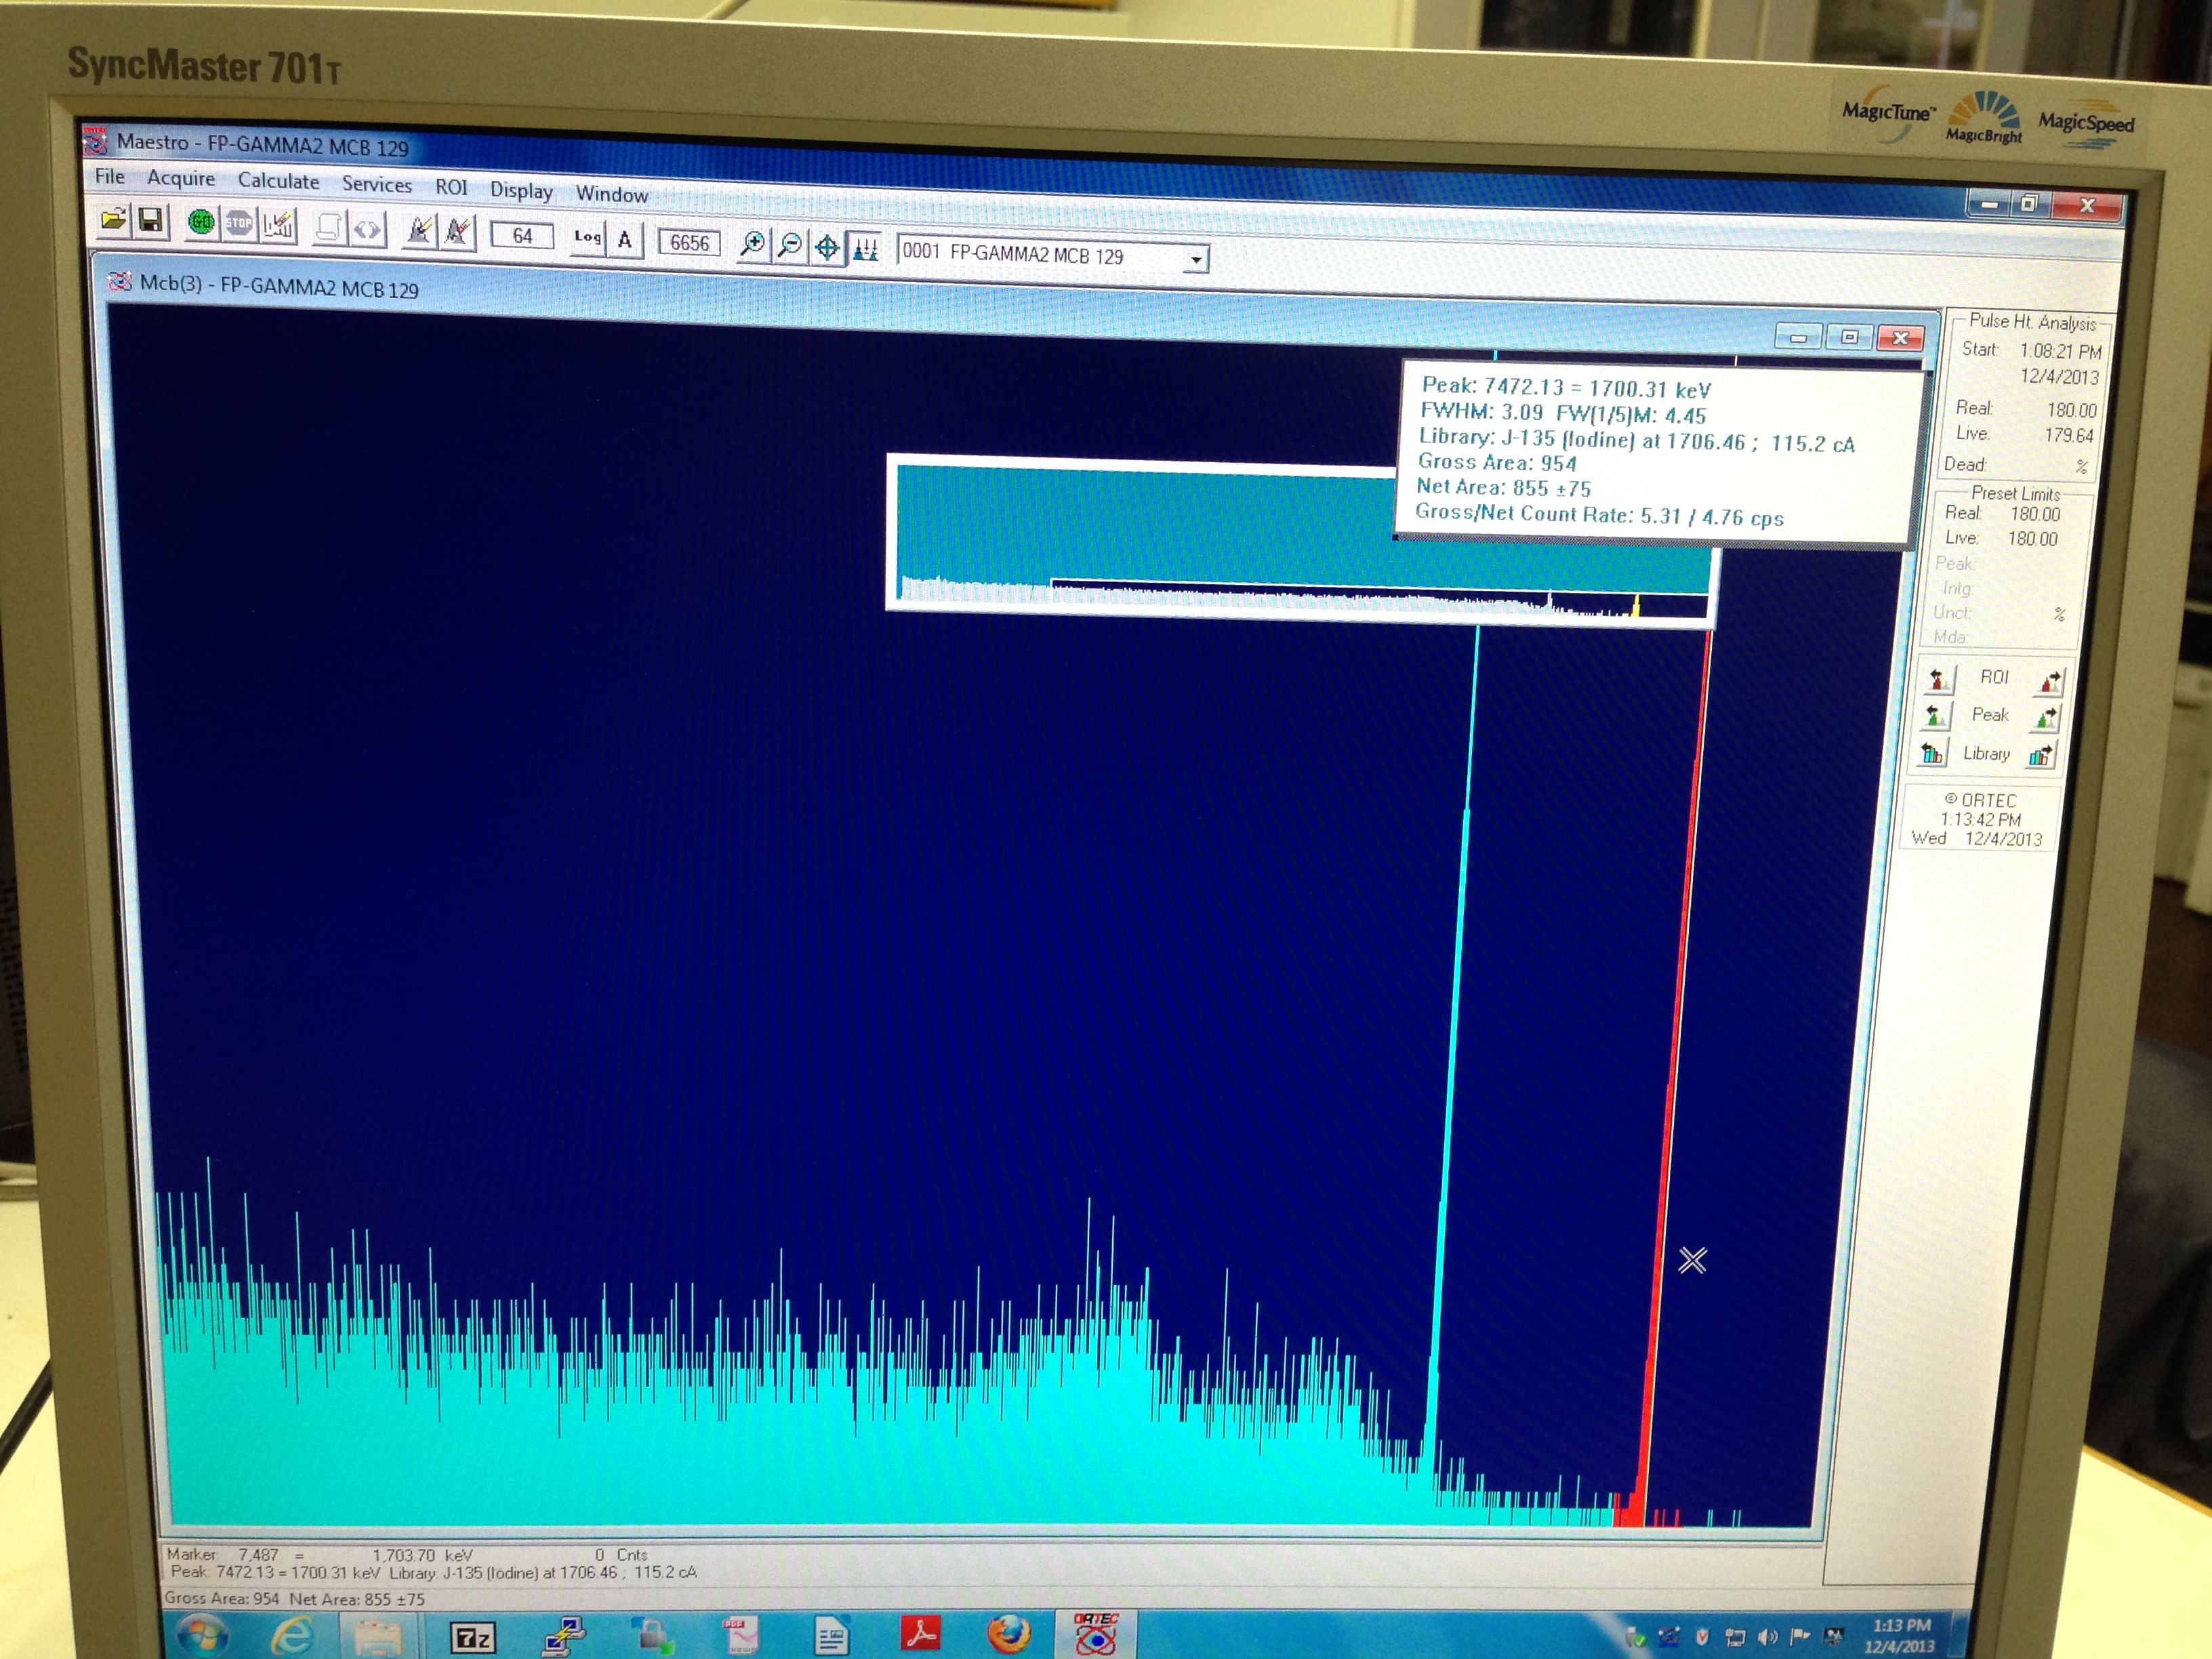 SyncMaster 701T
MagicTune™
MagicBright
MagicSpeed
Maestro - FP-GAMMA2 MCB 129
File Acquire Calculate Services ROI Display Window
GO STOP 64 Log A 6656 0001 FP-GAMMA2 MCB 129
Mcb(3) - FP-GAMMA2 MCB 129
Peak: 7472.13 = 1700.31 keV
FWHM: 3.09 FW(1/5)M: 4.45
Library: J-135 (Iodine) at 1706.46 ; 115.2 cA
Gross Area: 954
Net Area: 855 ±75
Gross/Net Count Rate: 5.31 / 4.76 cps
Pulse Ht. Analysis
Start: 1:08:21 PM
12/4/2013
Real: 180.00
Live: 179.64
Dead: %
Preset Limits
Real: 180.00
Live: 180.00
Peak:
Intg:
Unct: %
Mda:
ROI
Peak
Library
© ORTEC
1:13:42 PM
Wed 12/4/2013
Marker 7,487 = 1,703.70 keV 0 Cnts
Peak: 7472.13 = 1700.31 keV Library: J-135 (Iodine) at 1706.46 ; 115.2 cA
Gross Area: 954 Net Area: 855 ±75
7z
PDF
ORTEC
1:13 PM
12/4/2013